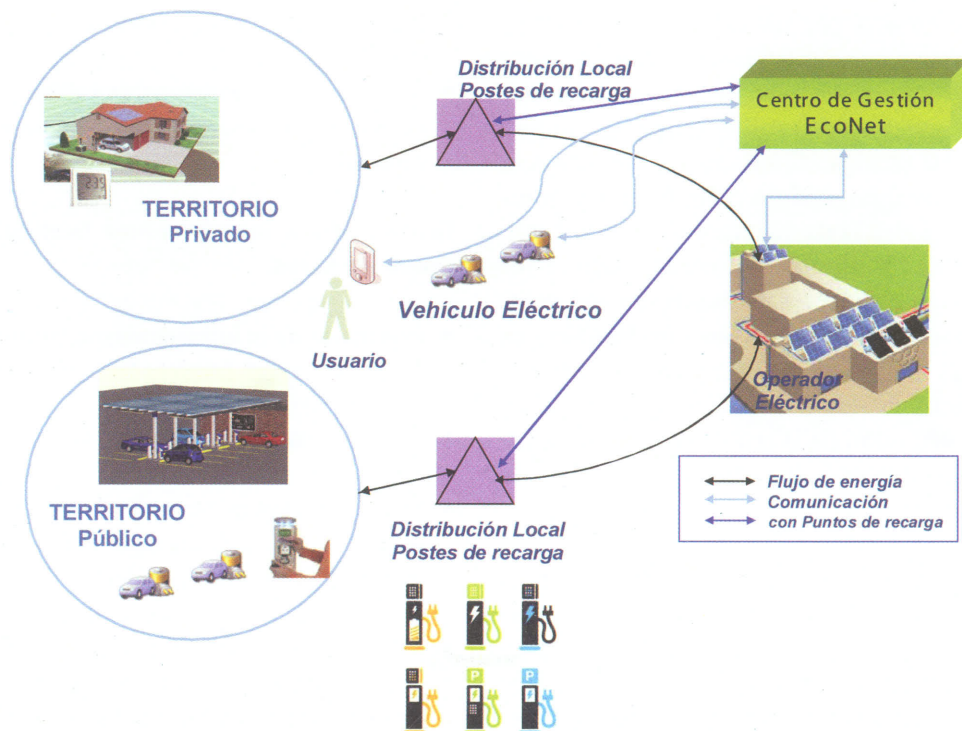 Distribución Local
Postes de recarga
Centro de Gestión
EcoNet
235
TERRITORIO
Privado
Vehículo Eléctrico
Usuario
Operador
Eléctrico
TERRITORIO
Público
Distribución Local
Postes de recarga
Flujo de energía
Comunicación
con Puntos de recarga
P
P